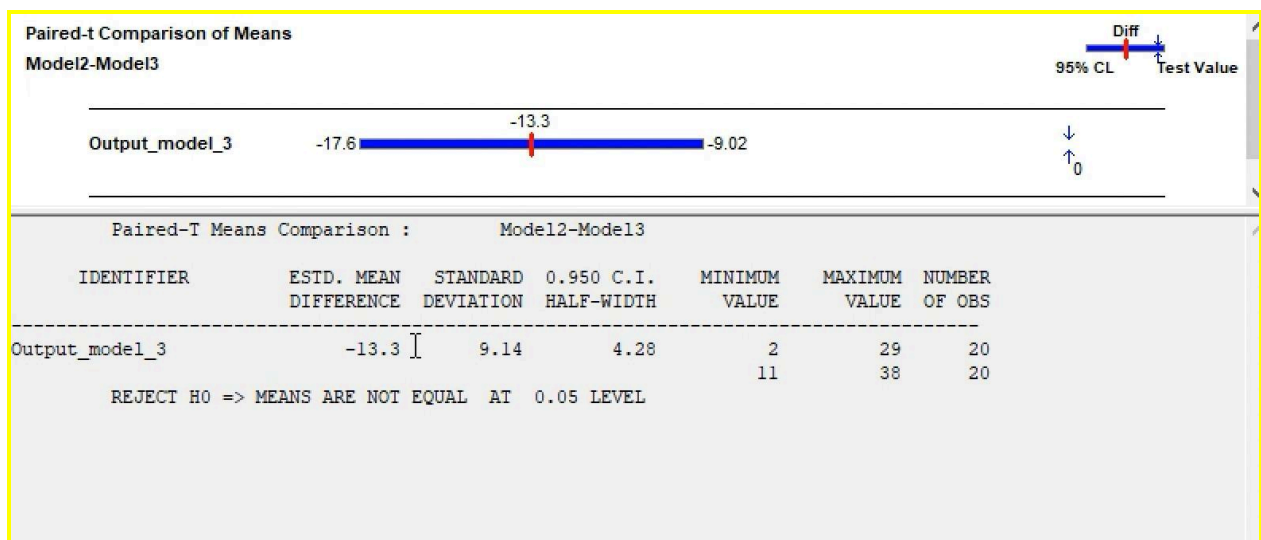 Paired-t Comparison of Means
Model2-Model3
Diff
95% CL Test Value
-13.3
Output_model_3 -17.6 -9.02
0
Paired-T Means Comparison : Model2-Model3
IDENTIFIER ESTD. MEAN STANDARD 0.950 C.I. MINIMUM MAXIMUM NUMBER
DIFFERENCE DEVIATION HALF-WIDTH VALUE VALUE OF OBS
Output_model_3 -13.3 9.14 4.28 2 29 20
11 38 20
REJECT H0 => MEANS ARE NOT EQUAL AT 0.05 LEVEL